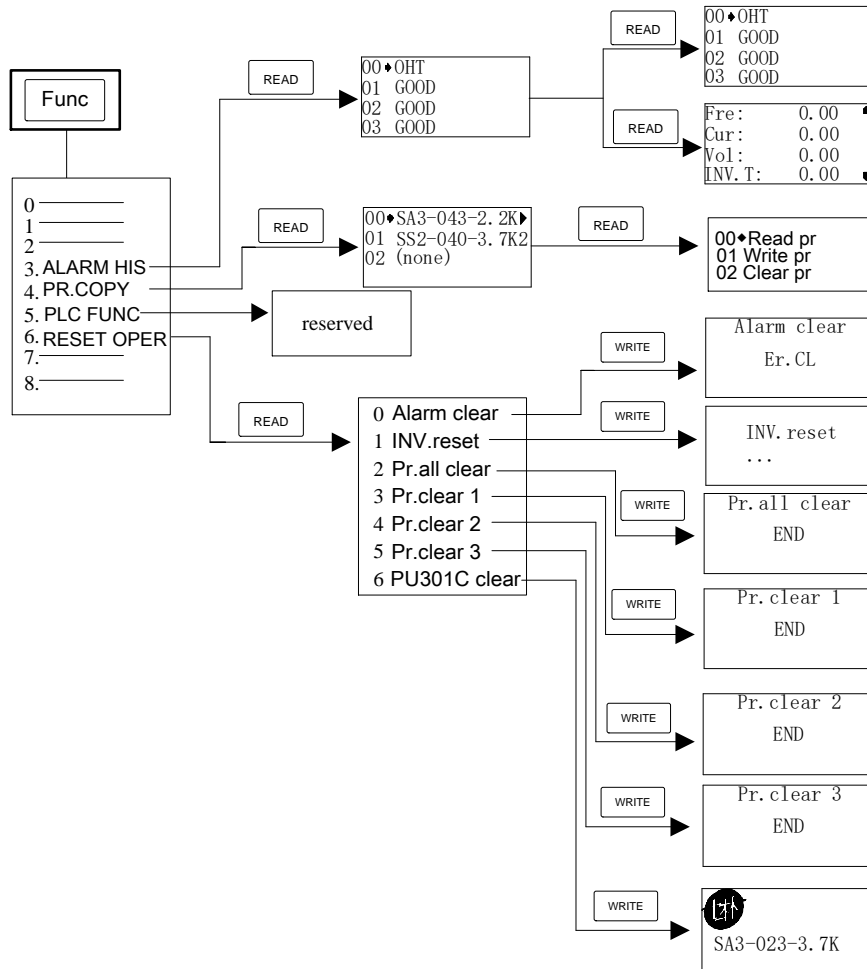 Func
0
1
2
3. ALARM HIS
4. PR.COPY
5. PLC FUNC
6. RESET OPER
7.
8.
READ
00 OHT
01 GOOD
02 GOOD
03 GOOD
READ
00 OHT
01 GOOD
02 GOOD
03 GOOD
READ
Fre: 0.00
Cur: 0.00
Vol: 0.00
INV.T: 0.00
READ
00 SA3-043-2.2K
01 SS2-040-3.7K2
02 (none)
READ
00 Read pr
01 Write pr
02 Clear pr
reserved
READ
0 Alarm clear
1 INV.reset
2 Pr.all clear
3 Pr.clear 1
4 Pr.clear 2
5 Pr.clear 3
6 PU301C clear
WRITE
Alarm clear
Er.CL
WRITE
INV.reset
...
WRITE
Pr.all clear
END
WRITE
Pr.clear 1
END
WRITE
Pr.clear 2
END
WRITE
Pr.clear 3
END
WRITE
SA3-023-3.7K